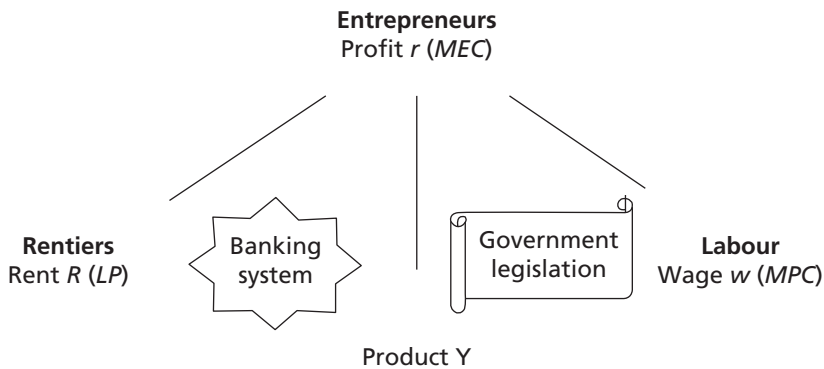 Entrepreneurs
Profit r (MEC)
Rentiers
Rent R (LP)
Banking
system
Government
legislation
Labour
Wage w (MPC)
Product Y